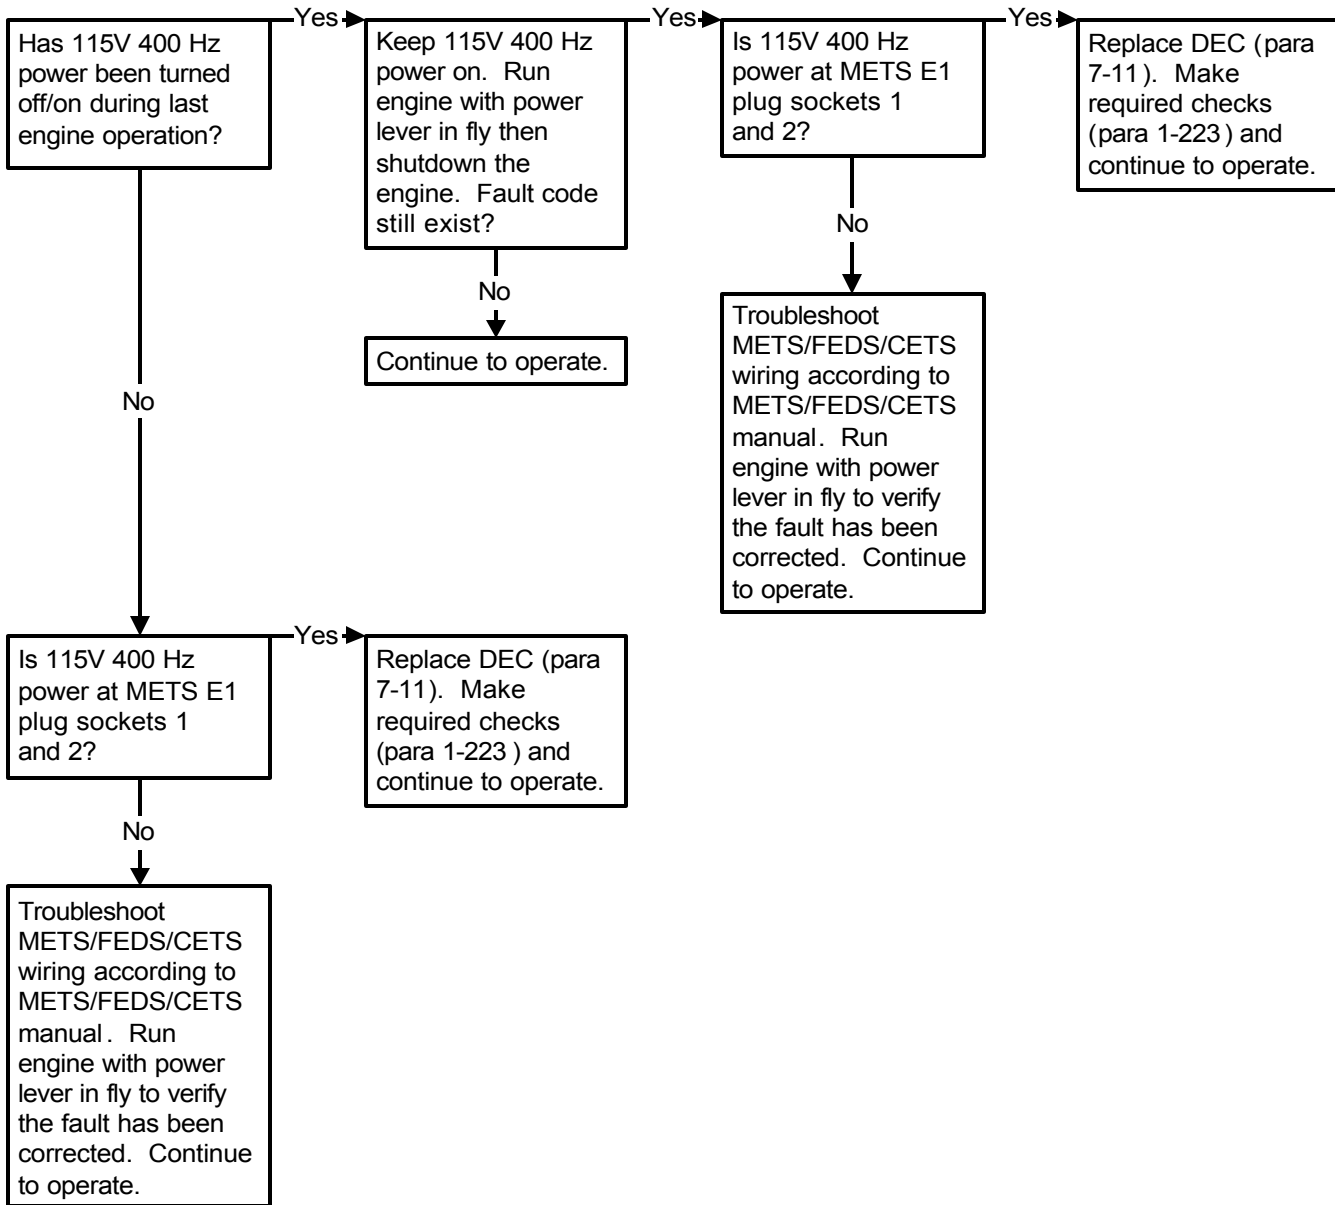 Has 115V 400 Hz
power been turned
off/on during last
engine operation?
Yes
Keep 115V 400 Hz
power on. Run
engine with power
lever in fly then
shutdown the
engine. Fault code
still exist?
Yes
Is 115V 400 Hz
power at METS E1
plug sockets 1
and 2?
Yes
Replace DEC (para
7-11). Make
required checks
(para 1-223 ) and
continue to operate.
No
No
Continue to operate.
No
Troubleshoot
METS/FEDS/CETS
wiring according to
METS/FEDS/CETS
manual. Run
engine with power
lever in fly to verify
the fault has been
corrected. Continue
to operate.
Is 115V 400 Hz
power at METS E1
plug sockets 1
and 2?
Yes
Replace DEC (para
7-11). Make
required checks
(para 1-223 ) and
continue to operate.
No
Troubleshoot
METS/FEDS/CETS
wiring according to
METS/FEDS/CETS
manual. Run
engine with power
lever in fly to verify
the fault has been
corrected. Continue
to operate.